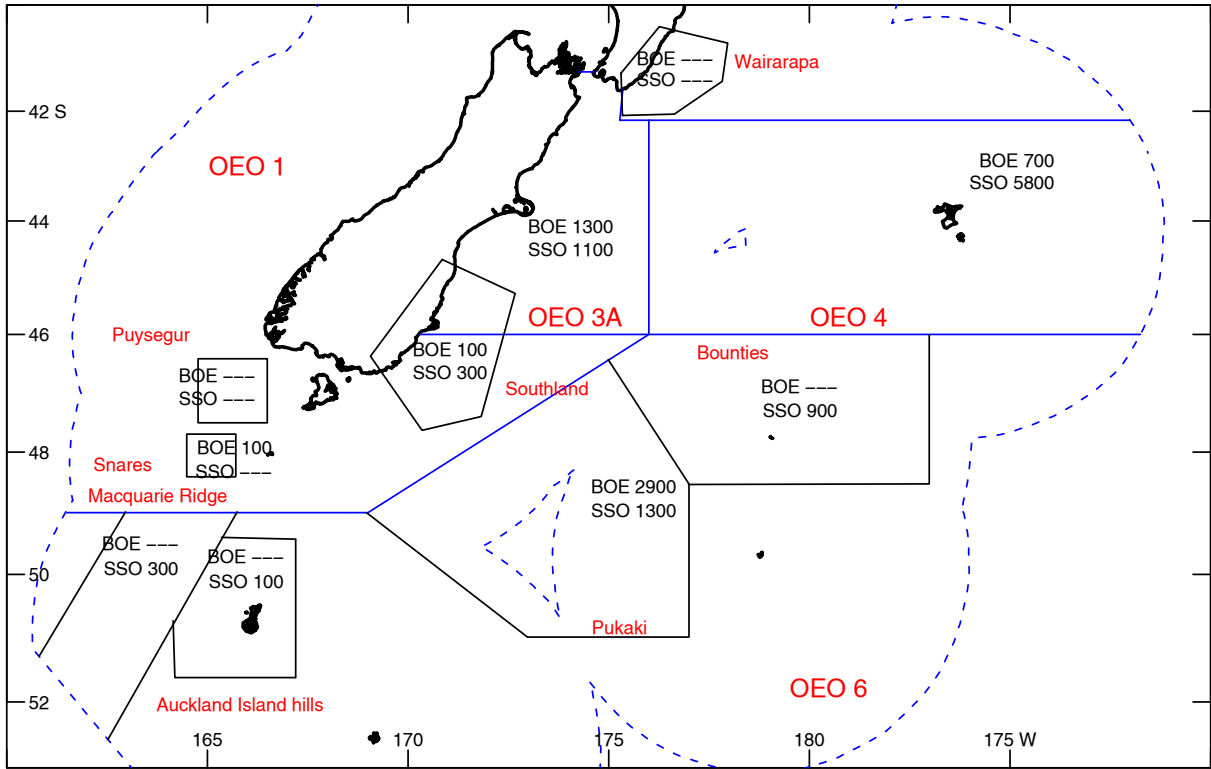 BOE −−−
SSO −−−
Wairarapa
42 S
OEO 1
BOE 700
SSO 5800
44
BOE 1300
SSO 1100
OEO 3A
OEO 4
Puysegur
46
BOE 100
SSO 300
Bounties
BOE −−−
SSO −−−
Southland
BOE −−−
SSO 900
48
BOE 100
SSO −−−
Snares
Macquarie Ridge
BOE 2900
SSO 1300
BOE −−−
SSO 300
BOE −−−
SSO 100
50
Pukaki
OEO 6
52
Auckland Island hills
165
170
175
180
175 W